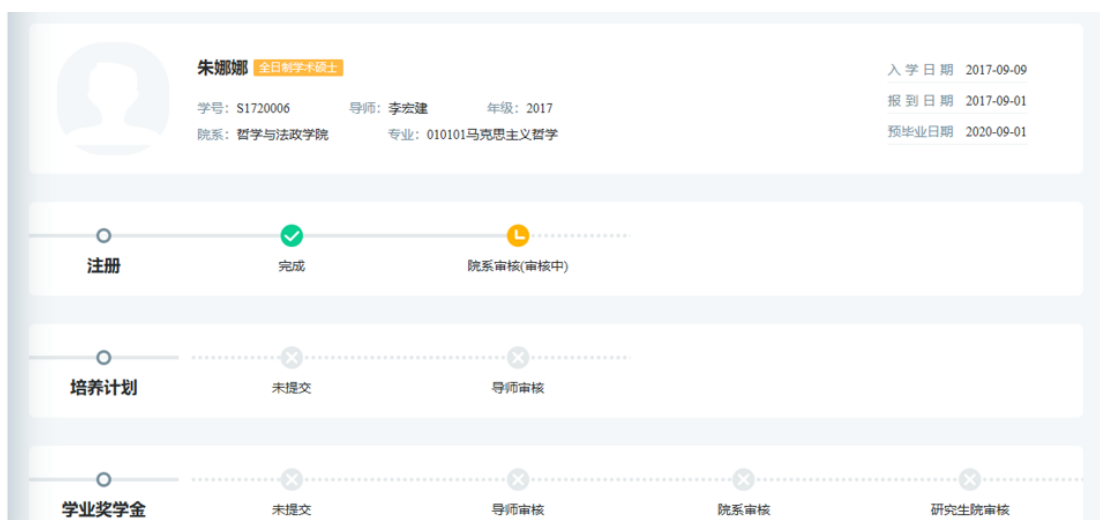 朱娜娜 全日制学术硕士
入学日期 2017-09-09
学号：S1720006 导师：李宏建 年级：2017
报到日期 2017-09-01
院系：哲学与法政学院 专业：010101马克思主义哲学
预毕业日期 2020-09-01
注册 完成 院系审核(审核中)
培养计划 未提交 导师审核
学业奖学金 未提交 导师审核 院系审核 研究生院审核